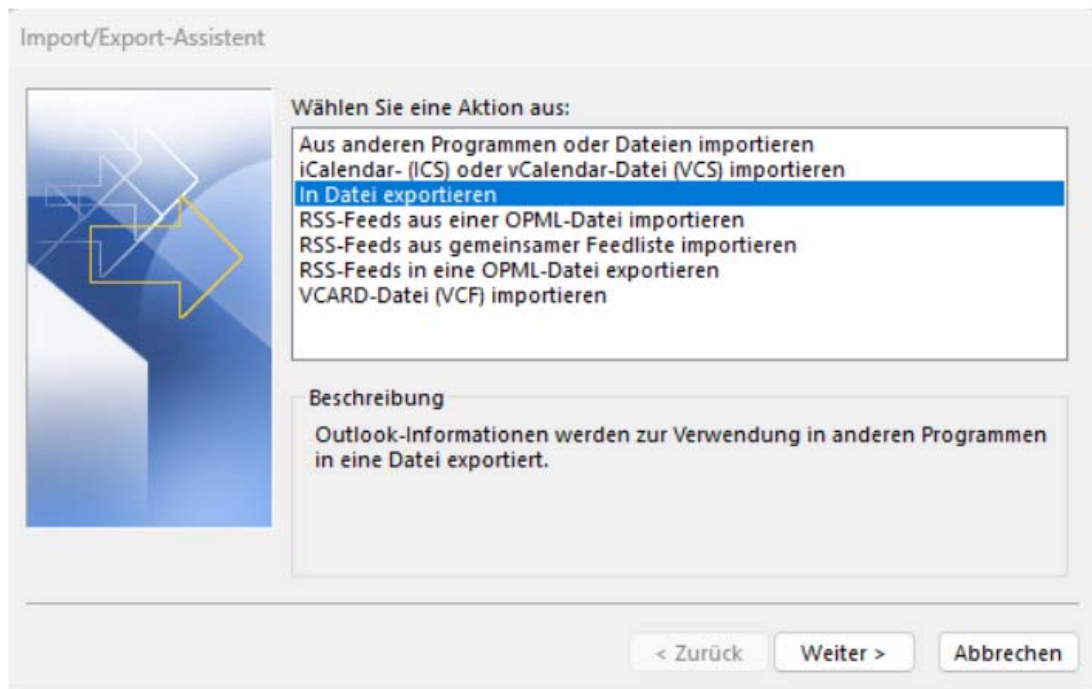 Import/Export-Assistent
Wählen Sie eine Aktion aus:
Aus anderen Programmen oder Dateien importieren
iCalendar- (ICS) oder vCalendar-Datei (VCS) importieren
In Datei exportieren
RSS-Feeds aus einer OPML-Datei importieren
RSS-Feeds aus gemeinsamer Feedliste importieren
RSS-Feeds in eine OPML-Datei exportieren
VCARD-Datei (VCF) importieren
Beschreibung
Outlook-Informationen werden zur Verwendung in anderen Programmen
in eine Datei exportiert.
< Zurück Weiter > Abbrechen